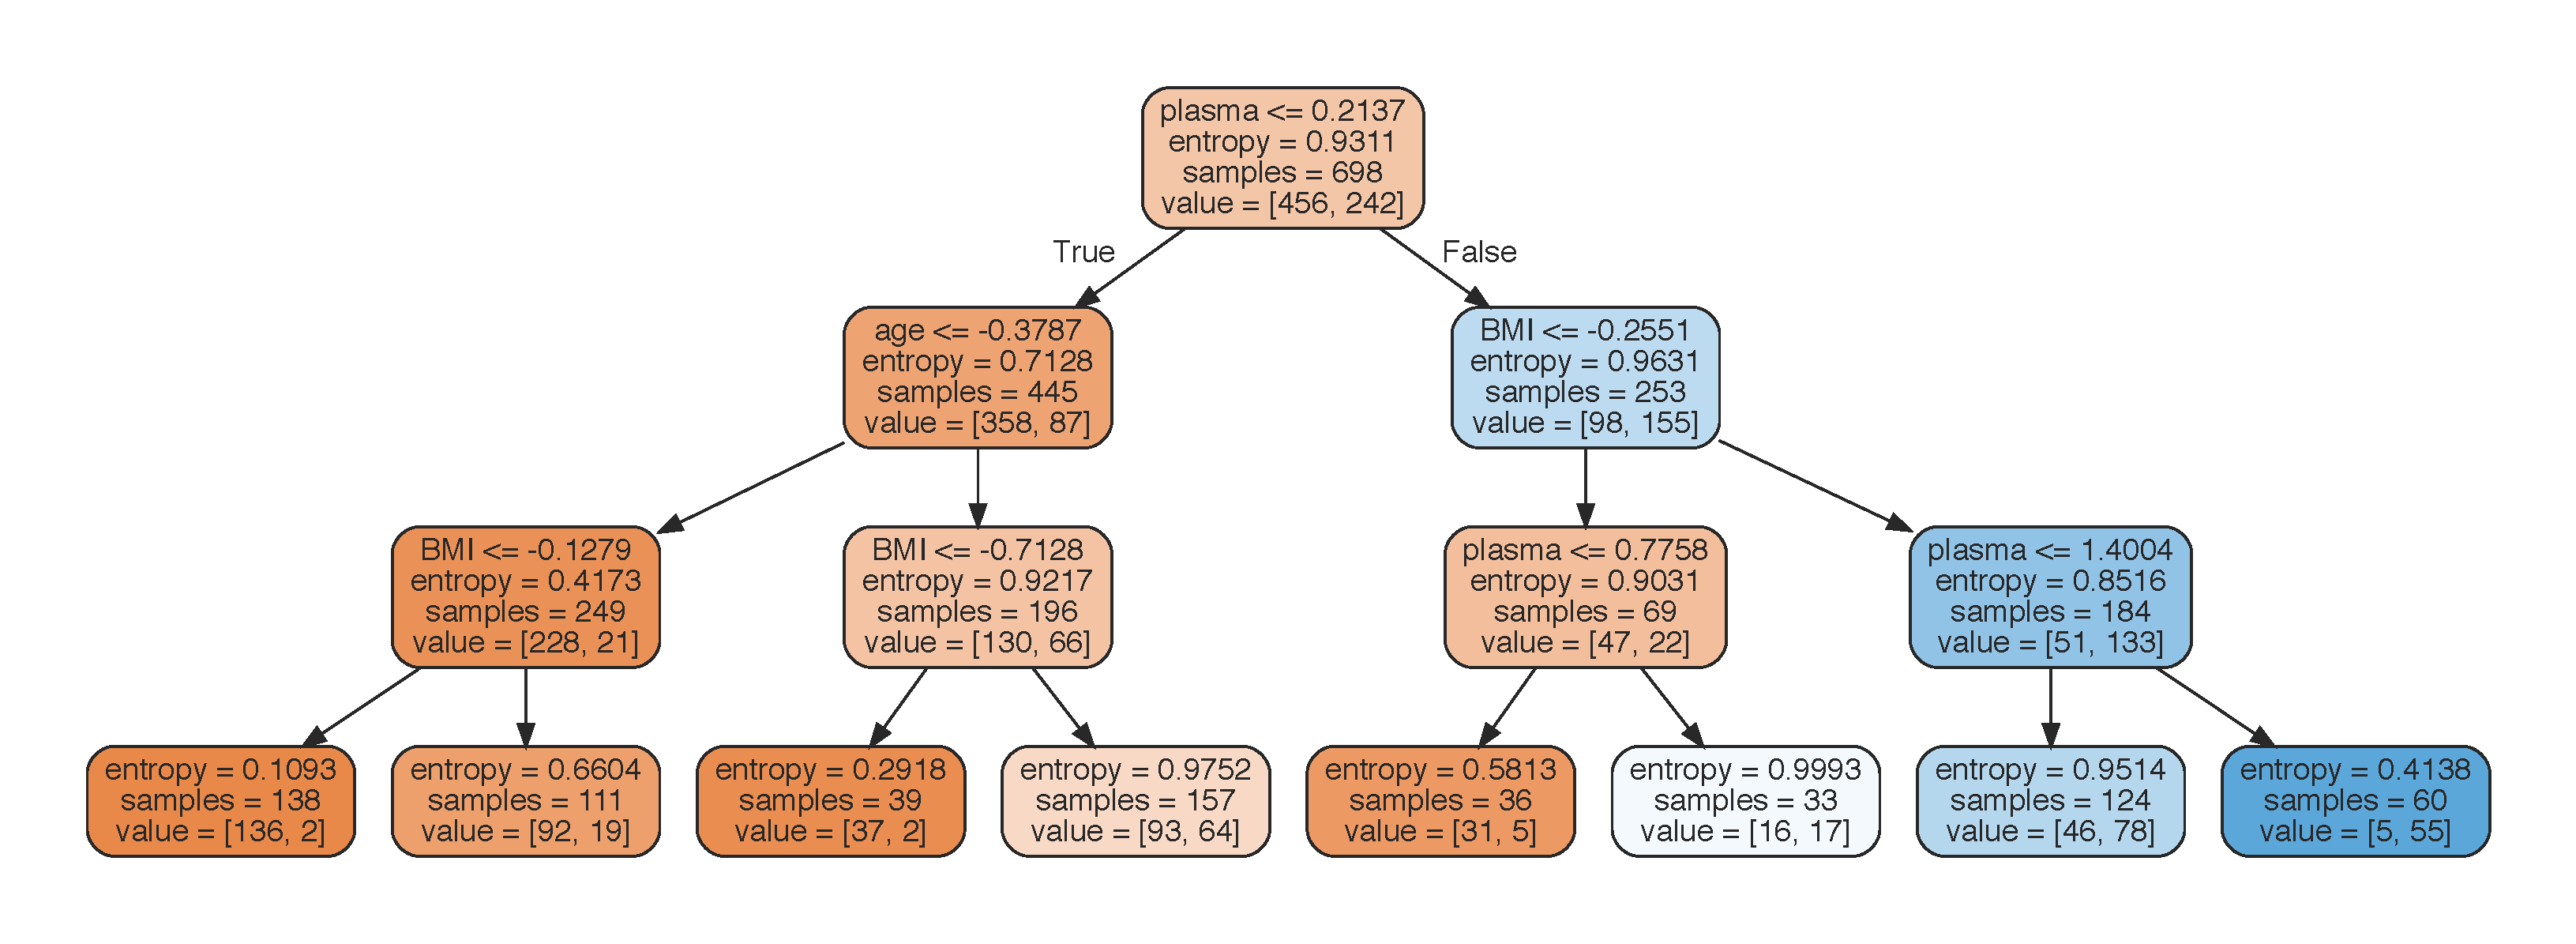 plasma <= 0.2137
entropy = 0.9311
samples = 698
value = [456, 242]
True
False
age <= -0.3787
entropy = 0.7128
samples = 445
value = [358, 87]
BMI <= -0.2551
entropy = 0.9631
samples = 253
value = [98, 155]
BMI <= -0.1279
entropy = 0.4173
samples = 249
value = [228, 21]
BMI <= -0.7128
entropy = 0.9217
samples = 196
value = [130, 66]
plasma <= 0.7758
entropy = 0.9031
samples = 69
value = [47, 22]
plasma <= 1.4004
entropy = 0.8516
samples = 184
value = [51, 133]
entropy = 0.1093
samples = 138
value = [136, 2]
entropy = 0.6604
samples = 111
value = [92, 19]
entropy = 0.2918
samples = 39
value = [37, 2]
entropy = 0.9752
samples = 157
value = [93, 64]
entropy = 0.5813
samples = 36
value = [31, 5]
entropy = 0.9993
samples = 33
value = [16, 17]
entropy = 0.9514
samples = 124
value = [46, 78]
entropy = 0.4138
samples = 60
value = [5, 55]